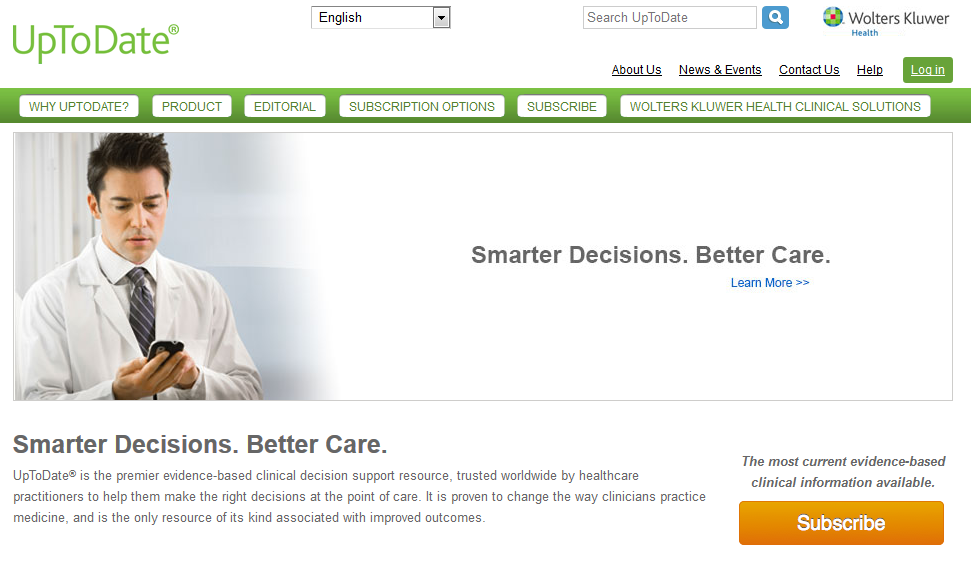 UpToDate®
English
Search UpToDate
Wolters Kluwer
Health
About Us News & Events Contact Us Help Log in
WHY UPTODATE? PRODUCT EDITORIAL SUBSCRIPTION OPTIONS SUBSCRIBE WOLTERS KLUWER HEALTH CLINICAL SOLUTIONS
Smarter Decisions. Better Care.
Learn More >>
Smarter Decisions. Better Care.
UpToDate® is the premier evidence-based clinical decision support resource, trusted worldwide by healthcare
practitioners to help them make the right decisions at the point of care. It is proven to change the way clinicians practice
medicine, and is the only resource of its kind associated with improved outcomes.
The most current evidence-based
clinical information available.
Subscribe